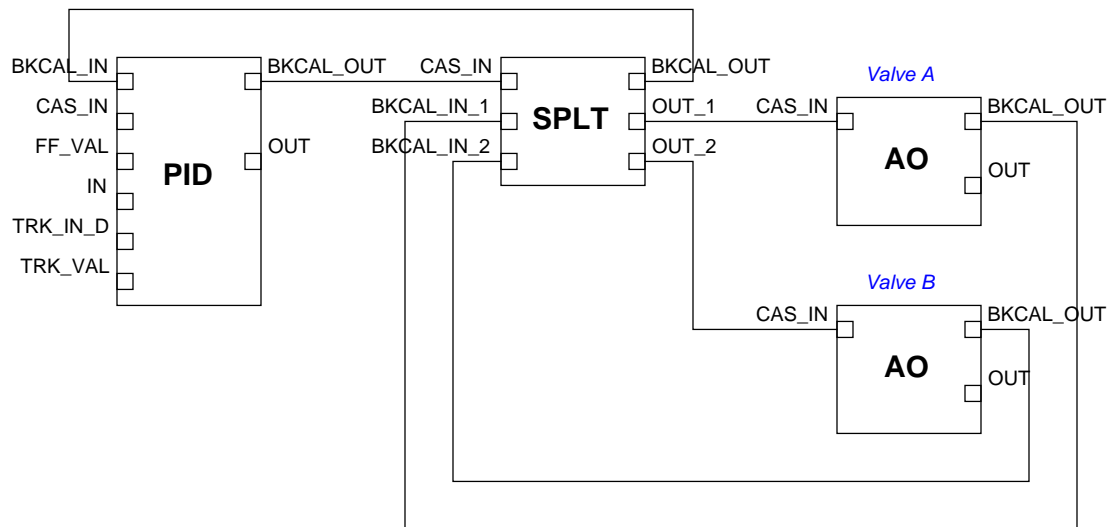 BKCAL_IN
CAS_IN
FF_VAL
IN
TRK_IN_D
TRK_VAL
PID
BKCAL_OUT
OUT
CAS_IN
BKCAL_IN_1
BKCAL_IN_2
SPLT
BKCAL_OUT
OUT_1
OUT_2
Valve A
CAS_IN
AO
BKCAL_OUT
OUT
Valve B
CAS_IN
AO
BKCAL_OUT
OUT